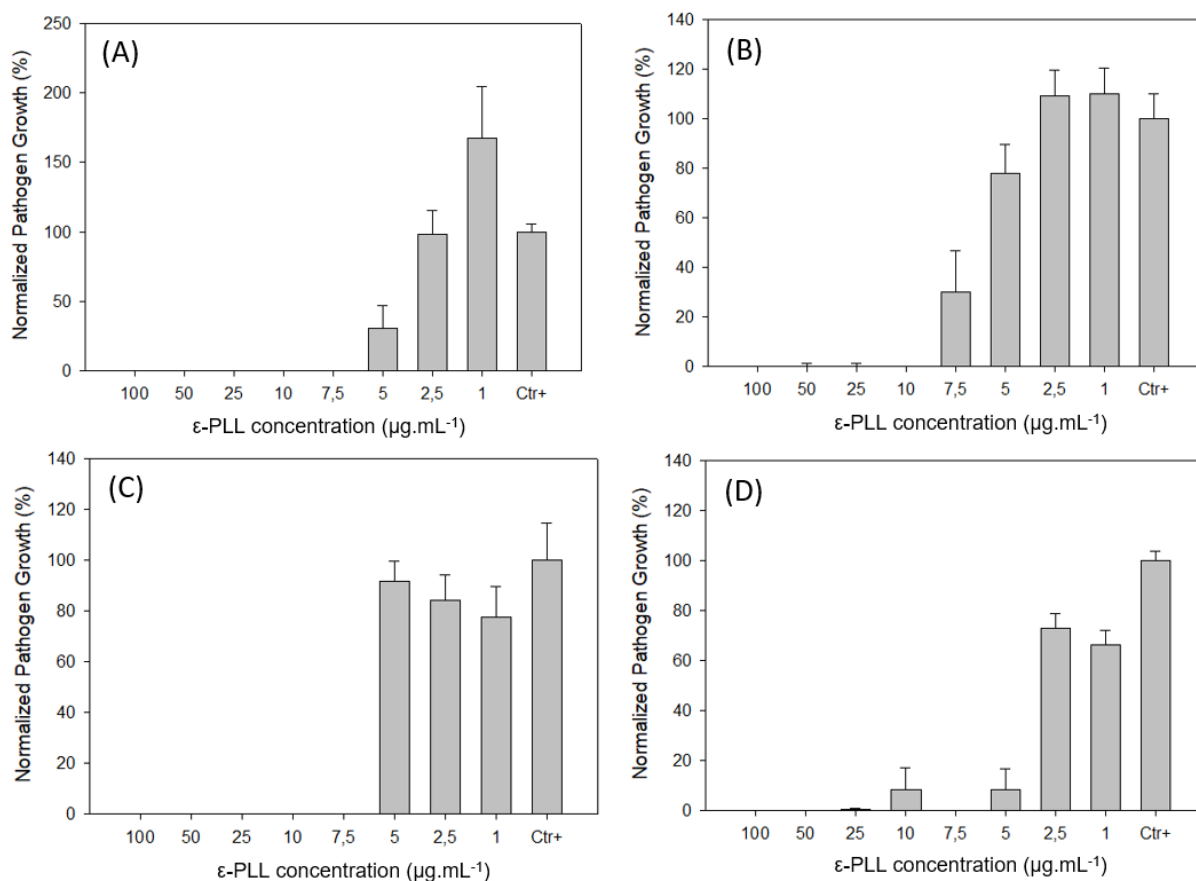 (A)
Normalized Pathogen Growth (%)
250
200
150
100
50
0
100 50 25 10 7,5 5 2,5 1 Ctr+
ε-PLL concentration (µg.mL⁻¹)
(B)
Normalized Pathogen Growth (%)
140
120
100
80
60
40
20
0
100 50 25 10 7,5 5 2,5 1 Ctr+
ε-PLL concentration (µg.mL⁻¹)
(C)
Normalized Pathogen Growth (%)
140
120
100
80
60
40
20
0
100 50 25 10 7,5 5 2,5 1 Ctr+
ε-PLL concentration (µg.mL⁻¹)
(D)
Normalized Pathogen Growth (%)
140
120
100
80
60
40
20
0
100 50 25 10 7,5 5 2,5 1 Ctr+
ε-PLL concentration (µg.mL⁻¹)